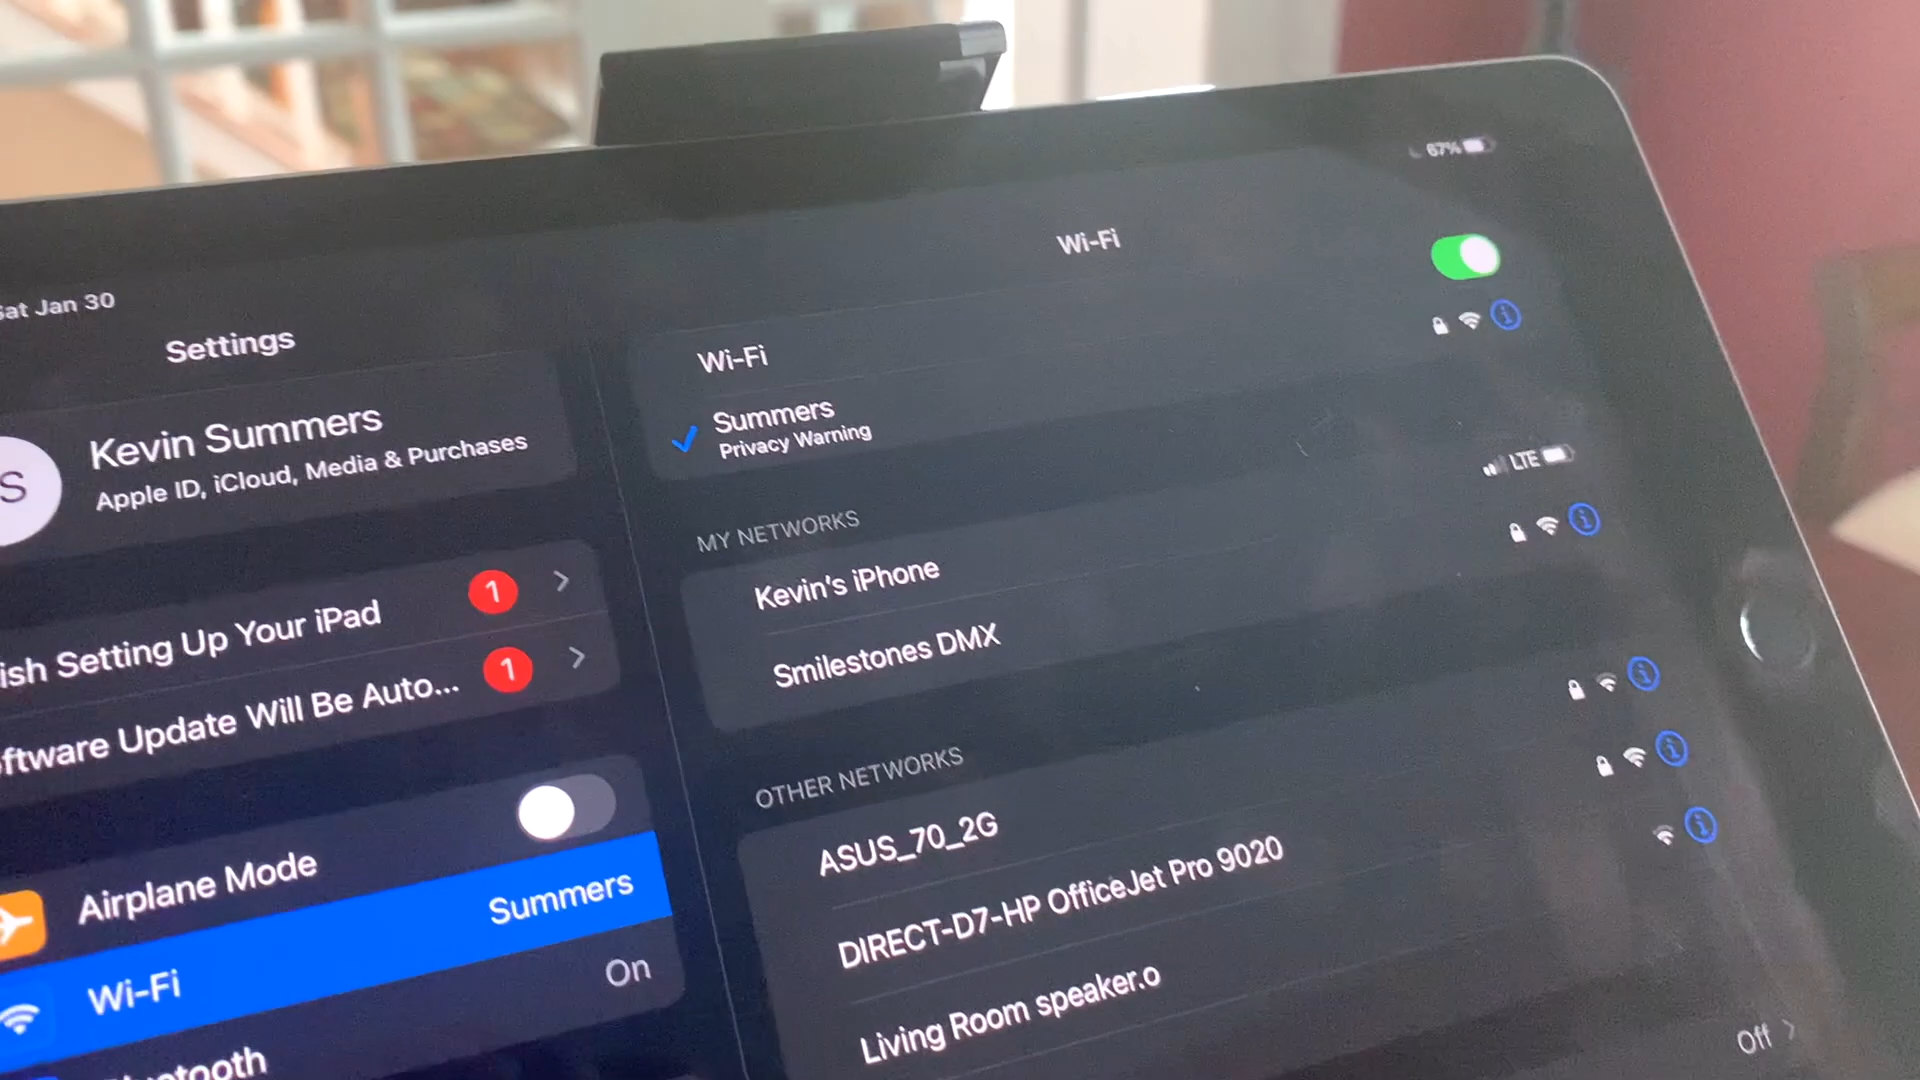 67%
Sat Jan 30
Settings
S
Kevin Summers
Apple ID, iCloud, Media & Purchases
ish Setting Up Your iPad
1
ftware Update Will Be Auto...
1
Airplane Mode
Wi-Fi
Summers
Bluetooth
On
Wi-Fi
Wi-Fi
Summers
Privacy Warning
MY NETWORKS
Kevin's iPhone
LTE
Smilestones DMX
OTHER NETWORKS
ASUS_70_2G
DIRECT-D7-HP OfficeJet Pro 9020
Living Room speaker.o
Off